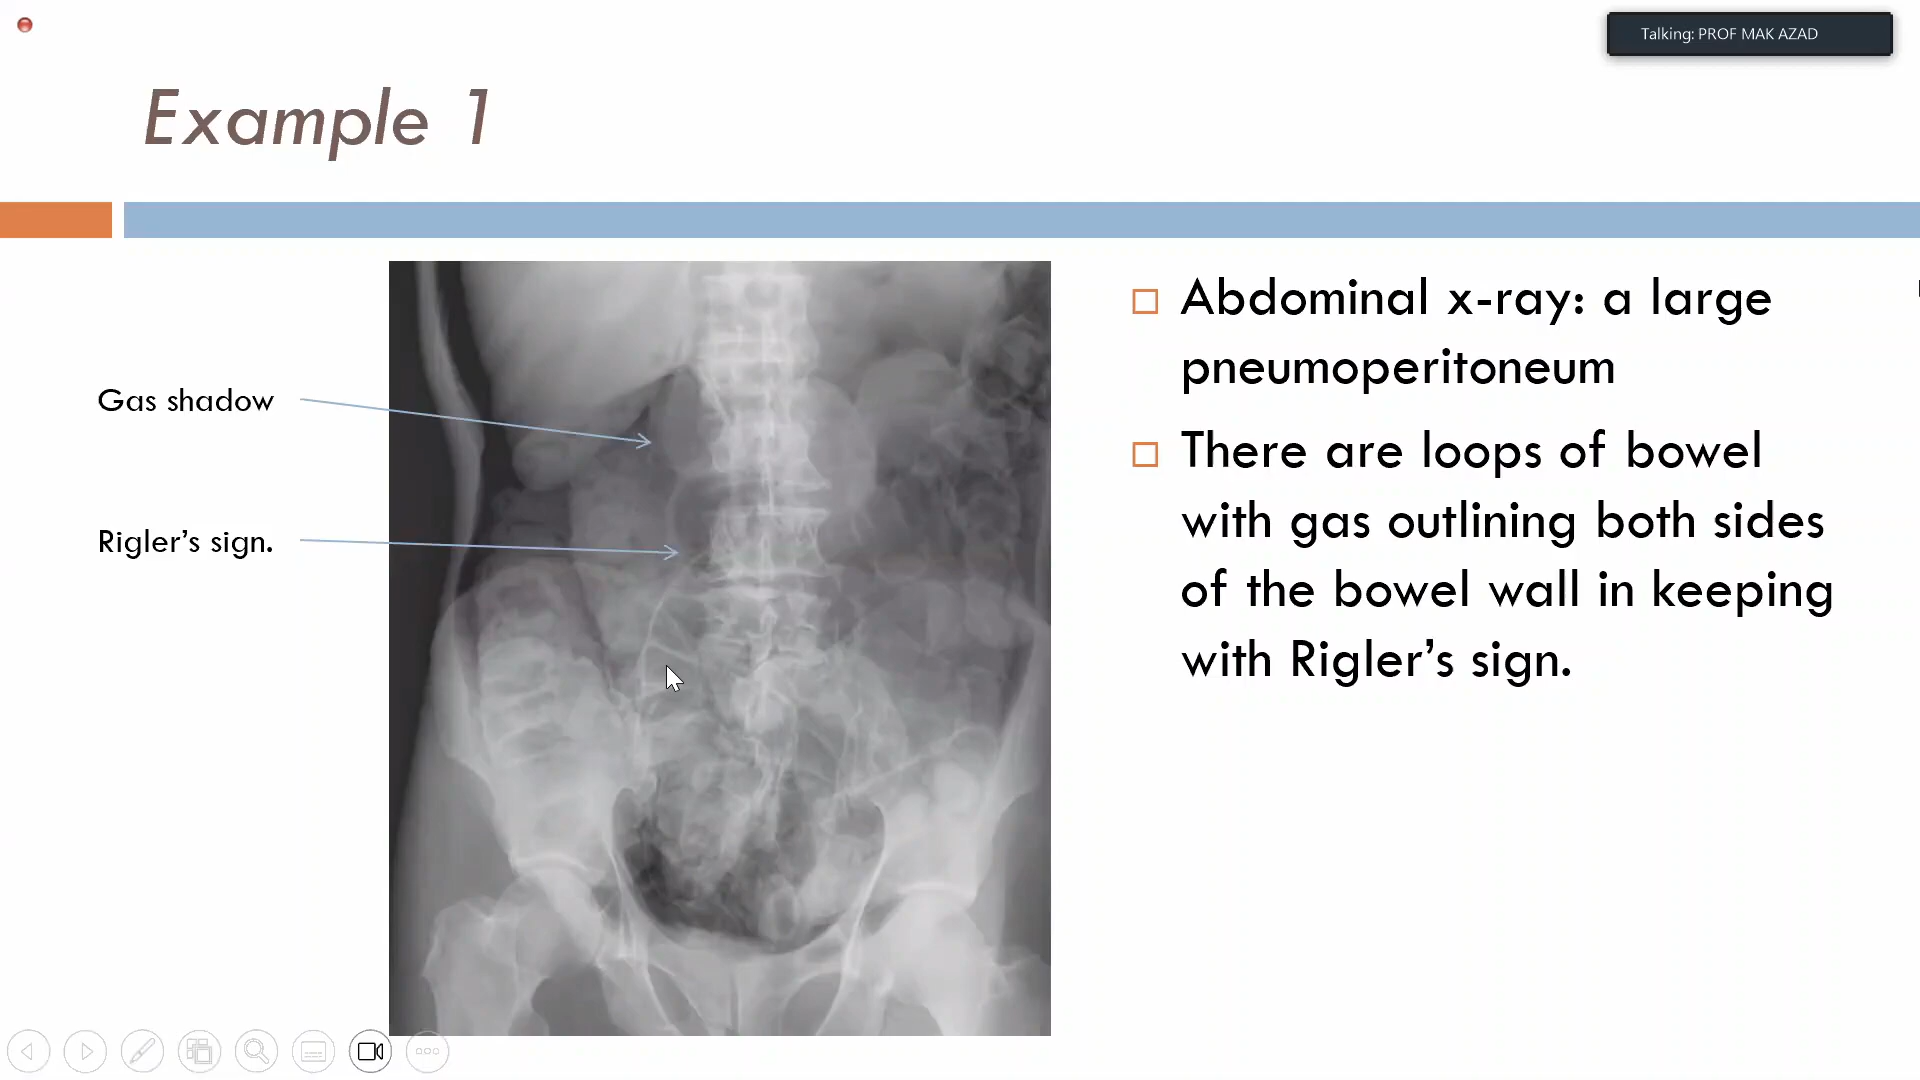 Talking: PROF MAK AZAD
Example 1
Gas shadow
Rigler’s sign.
Abdominal x-ray: a large
pneumoperitoneum
There are loops of bowel
with gas outlining both sides
of the bowel wall in keeping
with Rigler’s sign.